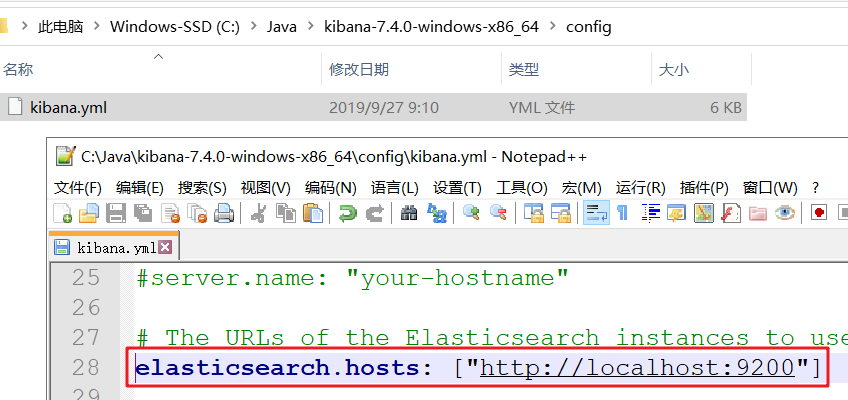 此电脑 > Windows-SSD (C:) > Java > kibana-7.4.0-windows-x86_64 > config
名称 修改日期 类型 大小
kibana.yml 2019/9/27 9:10 YML 文件 6 KB
C:\Java\kibana-7.4.0-windows-x86_64\config\kibana.yml - Notepad++
文件(F) 编辑(E) 搜索(S) 视图(V) 编码(N) 语言(L) 设置(T) 工具(O) 宏(M) 运行(R) 插件(P) 窗口(W) ?
kibana.yml
25 #server.name: "your-hostname"
26
27 # The URLs of the Elasticsearch instances to use
28 elasticsearch.hosts: ["http://localhost:9200"]
29